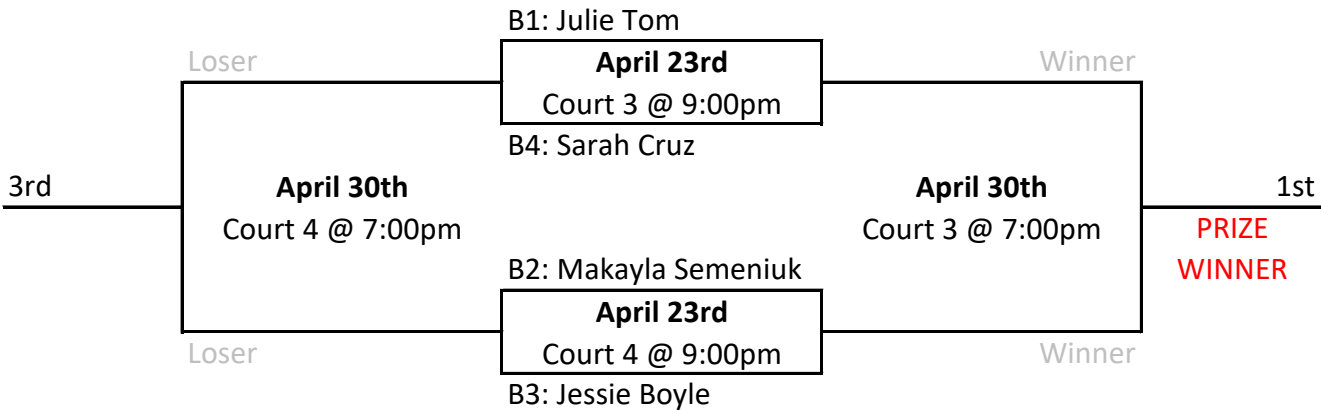 B1: Julie Tom
Loser
April 23rd
Winner
Court 3 @ 9:00pm
B4: Sarah Cruz
3rd
April 30th
April 30th
1st
Court 4 @ 7:00pm
Court 3 @ 7:00pm
PRIZE
WINNER
B2: Makayla Semeniuk
April 23rd
Loser
Court 4 @ 9:00pm
Winner
B3: Jessie Boyle